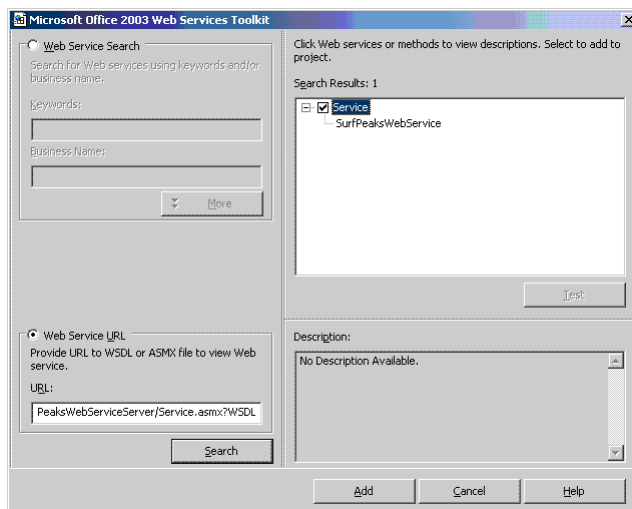 Microsoft Office 2003 Web Services Toolkit
Web Service Search
Search for Web services using keywords and/or
business name.
Keywords:
Business Name:
More
Web Service URL
Provide URL to WSDL or ASMX file to view Web
service.
URL:
PeaksWebServiceServer/Service.asmx?WSDL
Search
Click Web services or methods to view descriptions. Select to add to
project.
Search Results: 1
Service
SurfPeaksWebService
Test
Description:
No Description Available.
Add
Cancel
Help